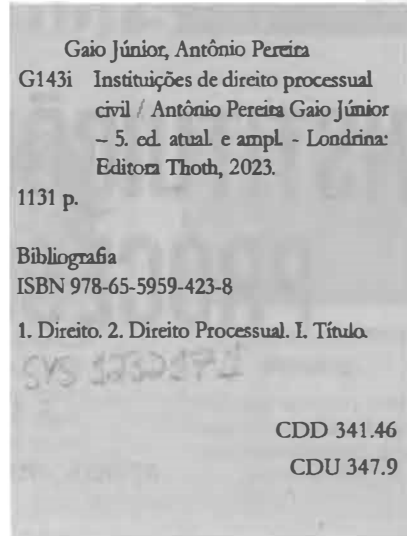 Gaio Júnior, Antônio Pereira
G143i Instituições de direito processual
civil / Antônio Pereira Gaio Júnior
– 5. ed. atual. e ampl. - Londrina:
Editora Thoth, 2023.
1131 p.
Bibliografia
ISBN 978-65-5959-423-8
1. Direito. 2. Direito Processual. I. Título.
SYS
CDD 341.46
CDU 347.9